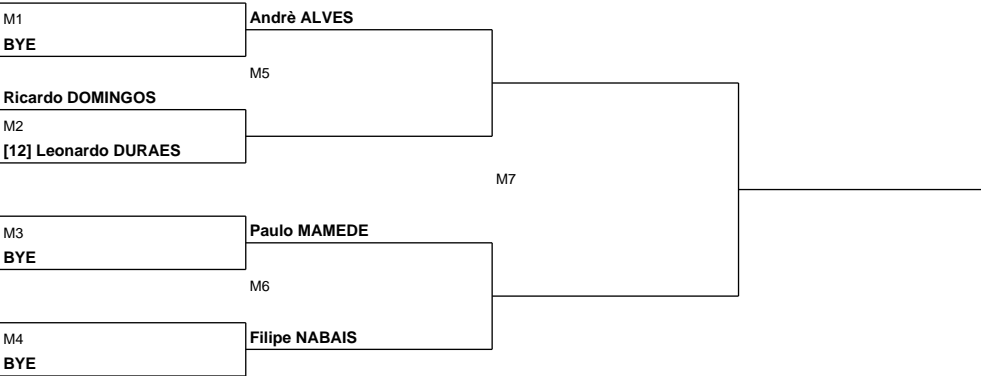 M1
Andrè ALVES
BYE
M5
Ricardo DOMINGOS
M2
[12] Leonardo DURAES
M7
M3
Paulo MAMEDE
BYE
M6
M4
Filipe NABAIS
BYE